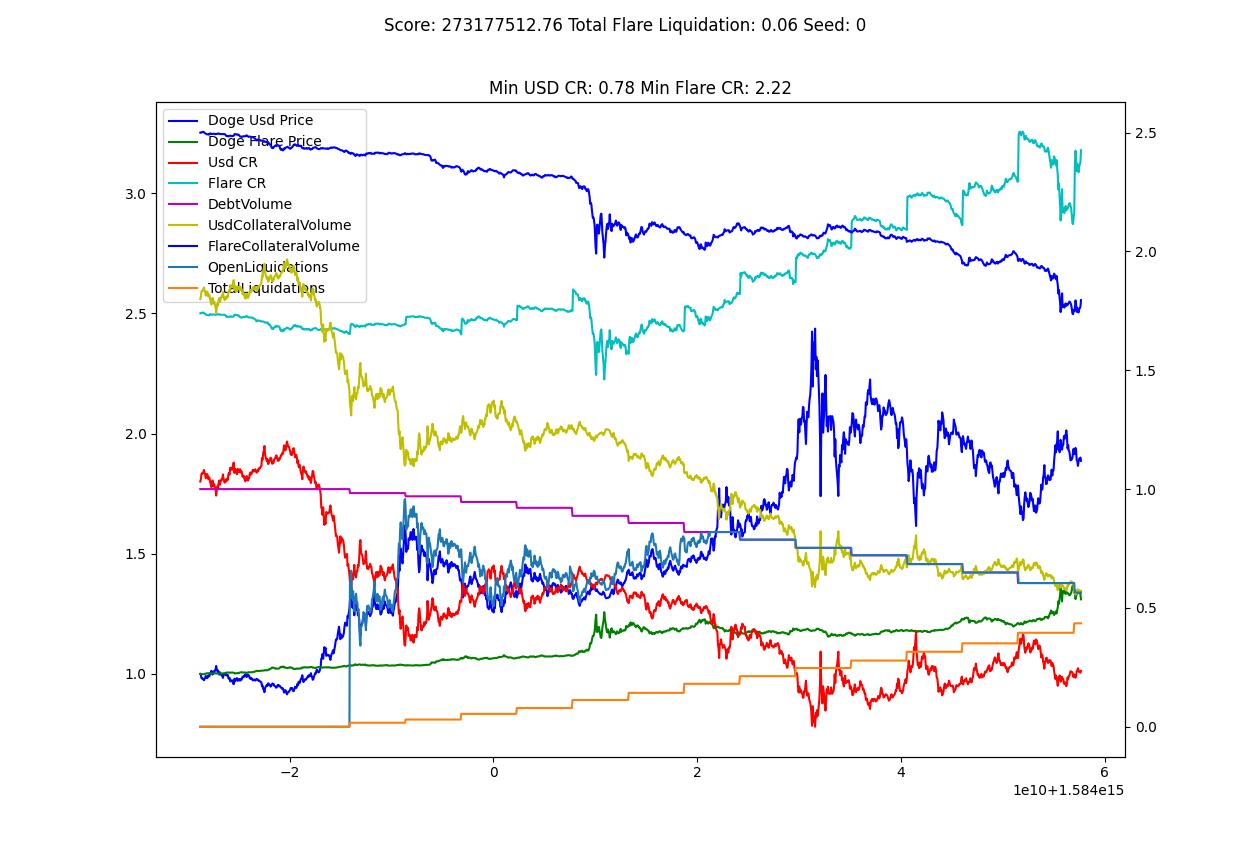 Score: 273177512.76 Total Flare Liquidation: 0.06 Seed: 0
Min USD CR: 0.78 Min Flare CR: 2.22
Doge Usd Price
Doge Flare Price
Usd CR
Flare CR
DebtVolume
UsdCollateralVolume
FlareCollateralVolume
OpenLiquidations
TotalLiquidations
3.0
2.5
2.0
1.5
1.0
2.5
2.0
1.5
1.0
0.5
0.0
−2
0
2
4
6
1e10+1.584e15